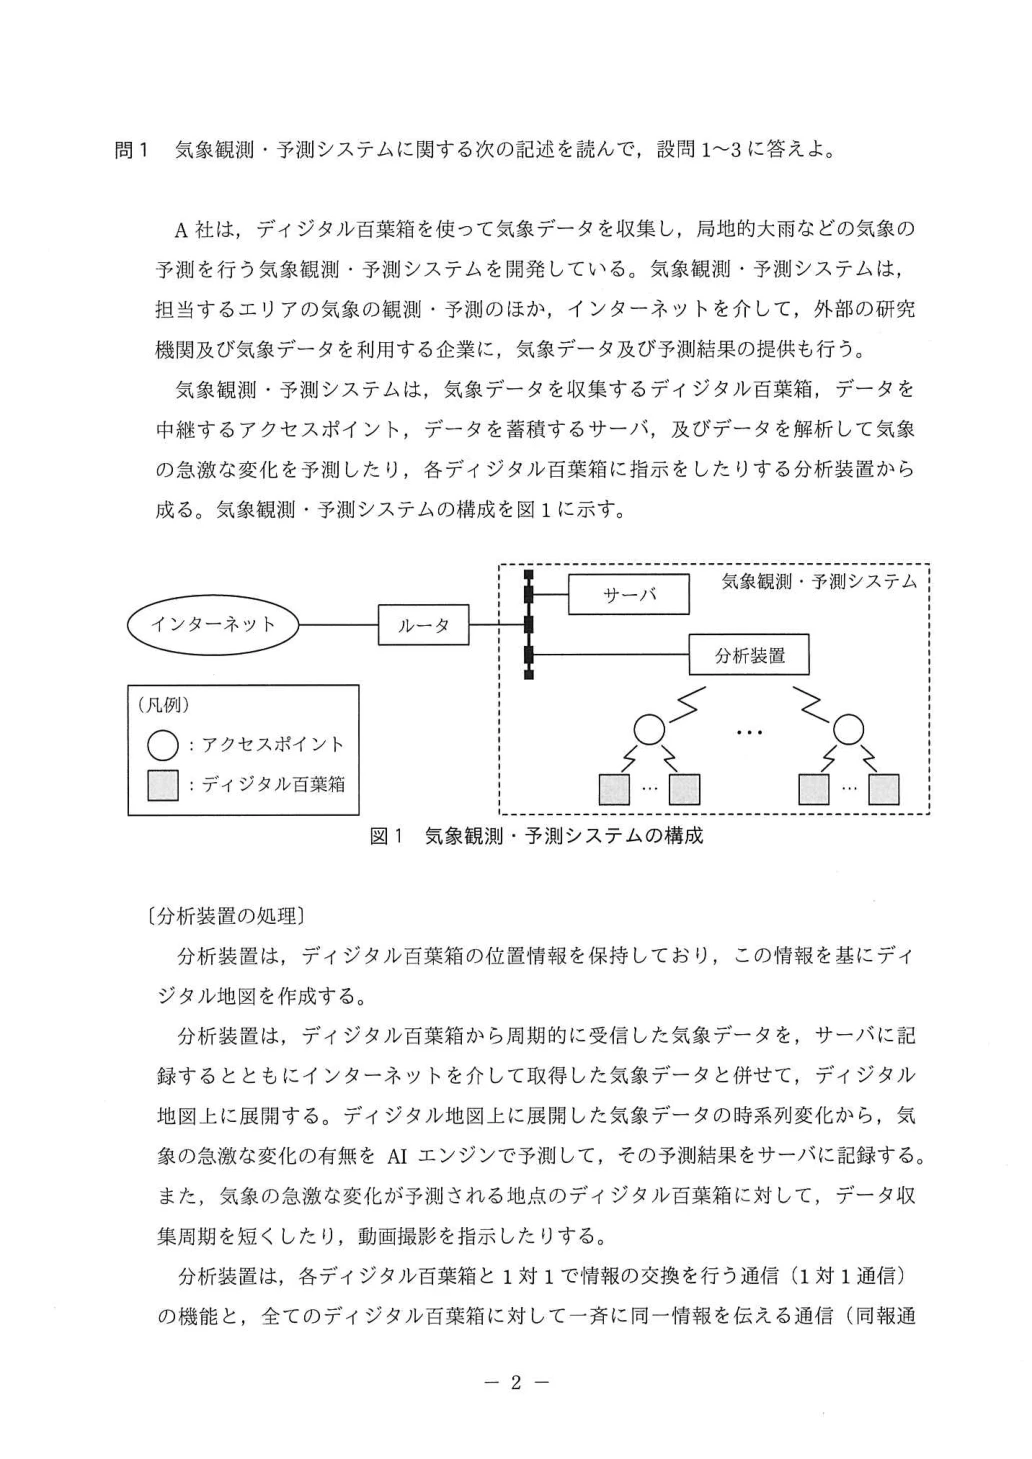 問1　気象観測・予測システムに関する次の記述を読んで，設問1～3に答えよ。
A 社は，ディジタル百葉箱を使って気象データを収集し，局地的大雨などの気象の
予測を行う気象観測・予測システムを開発している。気象観測・予測システムは，
担当するエリアの気象の観測・予測のほか，インターネットを介して，外部の研究
機関及び気象データを利用する企業に，気象データ及び予測結果の提供も行う。
気象観測・予測システムは，気象データを収集するディジタル百葉箱，データを
中継するアクセスポイント，データを蓄積するサーバ，及びデータを解析して気象
の急激な変化を予測したり，各ディジタル百葉箱に指示をしたりする分析装置から
成る。気象観測・予測システムの構成を図1に示す。
気象観測・予測システム
サーバ
インターネット
ルータ
分析装置
（凡例）
：アクセスポイント
：ディジタル百葉箱
…
… …
図1　気象観測・予測システムの構成
〔分析装置の処理〕
分析装置は，ディジタル百葉箱の位置情報を保持しており，この情報を基にディ
ジタル地図を作成する。
分析装置は，ディジタル百葉箱から周期的に受信した気象データを，サーバに記
録するとともにインターネットを介して取得した気象データと併せて，ディジタル
地図上に展開する。ディジタル地図上に展開した気象データの時系列変化から，気
象の急激な変化の有無を AI エンジンで予測して，その予測結果をサーバに記録する。
また，気象の急激な変化が予測される地点のディジタル百葉箱に対して，データ収
集周期を短くしたり，動画撮影を指示したりする。
分析装置は，各ディジタル百葉箱と1対1で情報の交換を行う通信（1対1通信）
の機能と，全てのディジタル百葉箱に対して一斉に同一情報を伝える通信（同報通
－ 2 －